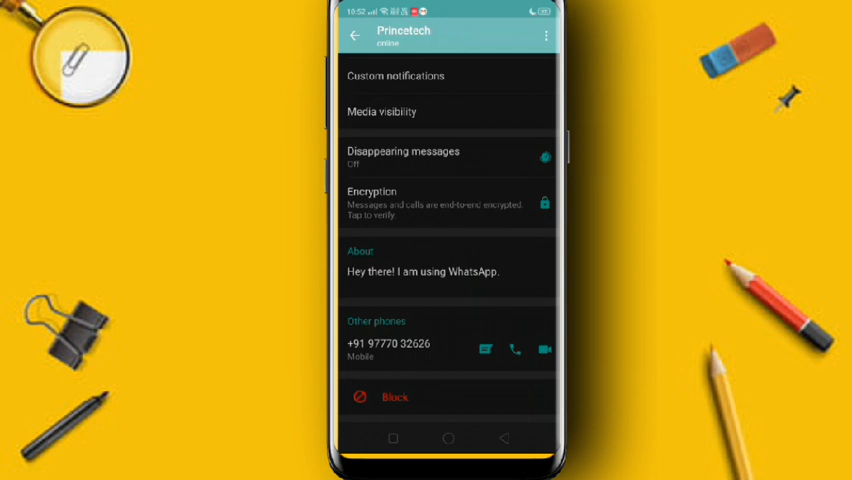 10:52
Princetech
online
Custom notifications
Media visibility
Disappearing messages
Off
Encryption
Messages and calls are end-to-end encrypted.
Tap to verify.
About
Hey there! I am using WhatsApp.
Other phones
+91 97770 32626
Mobile
Block